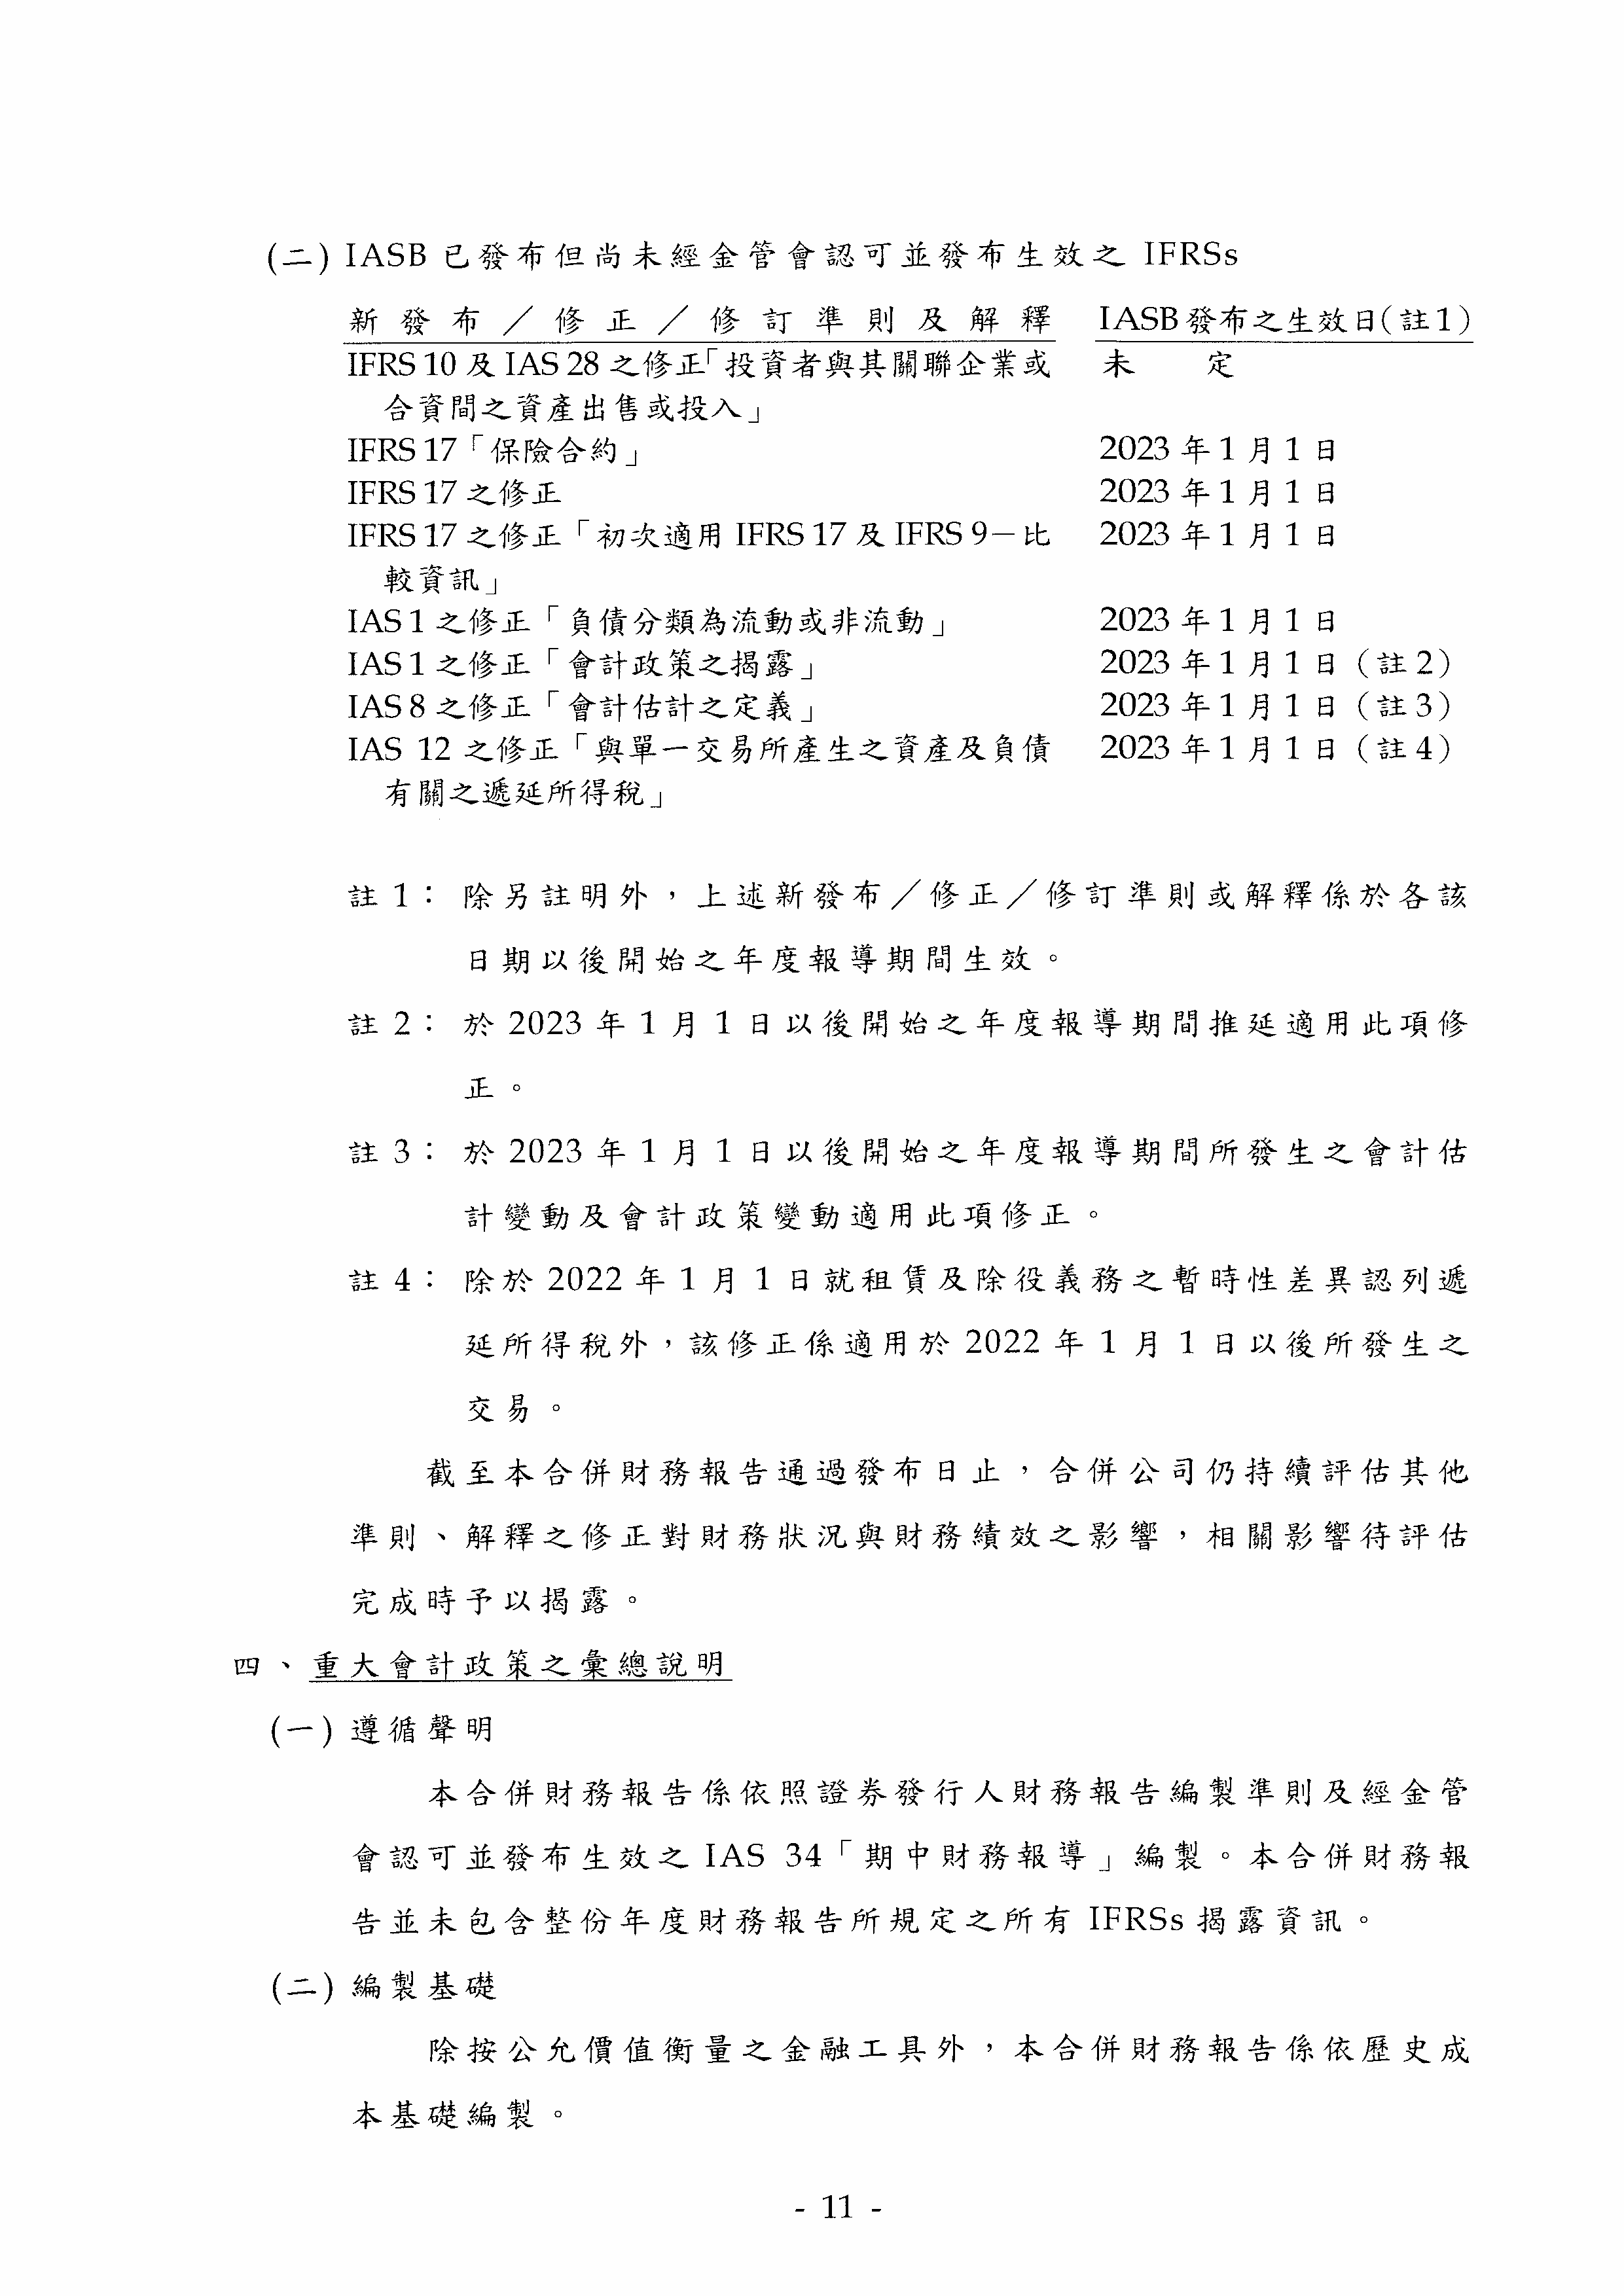 (二) IASB 已發布但尚未經金管會認可並發布生效之 IFRSs
新發布／修正／修訂準則及解釋 IASB發布之生效日(註1)
IFRS 10 及 IAS 28 之修正「投資者與其關聯企業或 未定
合資間之資產出售或投入」
IFRS 17「保險合約」 2023 年 1 月 1 日
IFRS 17 之修正 2023 年 1 月 1 日
IFRS 17 之修正「初次適用 IFRS 17 及 IFRS 9－比 2023 年 1 月 1 日
較資訊」
IAS 1 之修正「負債分類為流動或非流動」 2023 年 1 月 1 日
IAS 1 之修正「會計政策之揭露」 2023 年 1 月 1 日（註 2）
IAS 8 之修正「會計估計之定義」 2023 年 1 月 1 日（註 3）
IAS 12 之修正「與單一交易所產生之資產及負債 2023 年 1 月 1 日（註 4）
有關之遞延所得稅」
註 1： 除另註明外，上述新發布／修正／修訂準則或解釋係於各該
日期以後開始之年度報導期間生效。
註 2： 於 2023 年 1 月 1 日以後開始之年度報導期間推延適用此項修
正。
註 3： 於 2023 年 1 月 1 日以後開始之年度報導期間所發生之會計估
計變動及會計政策變動適用此項修正。
註 4： 除於 2022 年 1 月 1 日就租賃及除役義務之暫時性差異認列遞
延所得稅外，該修正係適用於 2022 年 1 月 1 日以後所發生之
交易。
截至本合併財務報告通過發布日止，合併公司仍持續評估其他
準則、解釋之修正對財務狀況與財務績效之影響，相關影響待評估
完成時予以揭露。
四、重大會計政策之彙總說明
(一) 遵循聲明
本合併財務報告係依照證券發行人財務報告編製準則及經金管
會認可並發布生效之 IAS 34「期中財務報導」編製。本合併財務報
告並未包含整份年度財務報告所規定之所有 IFRSs 揭露資訊。
(二) 編製基礎
除按公允價值衡量之金融工具外，本合併財務報告係依歷史成
本基礎編製。
- 11 -